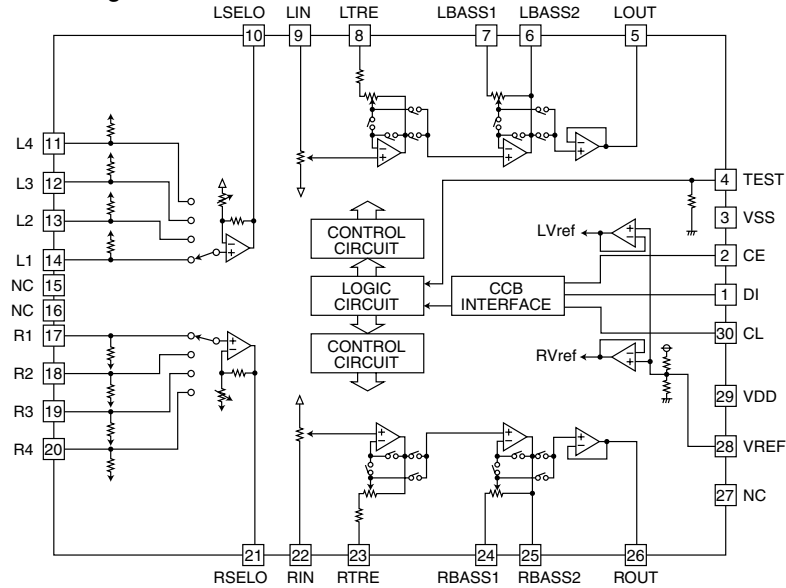 LSELO LIN LTRE LBASS1 LBASS2 LOUT
10 9 8 7 6 5
L4 11
L3 12
L2 13
L1 14
NC 15
NC 16
R1 17
R2 18
R3 19
R4 20
4 TEST
3 VSS
2 CE
1 DI
30 CL
29 VDD
28 VREF
27 NC
LVref
RVref
CONTROL
CIRCUIT
LOGIC
CIRCUIT
CCB
INTERFACE
CONTROL
CIRCUIT
21 22 23 24 25 26
RSELO RIN RTRE RBASS1 RBASS2 ROUT